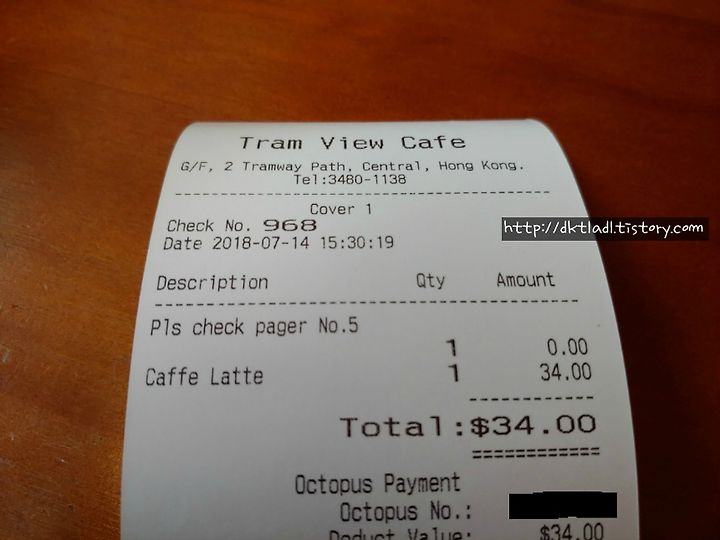 Tram View Cafe
G/F, 2 Tramway Path, Central, Hong Kong.
Tel:3480-1138
Cover 1
Check No. 968
Date 2018-07-14 15:30:19
http://dktladl.tistory.com
Description Qty Amount
Pls check pager No.5
1 0.00
Caffe Latte 1 34.00
Total:$34.00
Octopus Payment
Octopus No.:
Deduct Value: $34.00